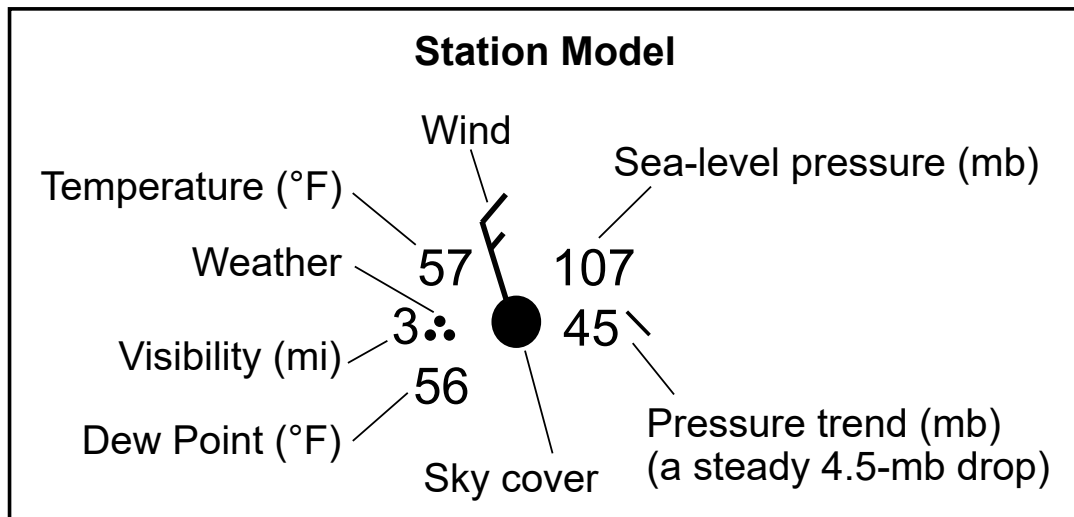 Station Model
Wind
Sea-level pressure (mb)
Temperature (°F)
Weather
57
107
3
45
Visibility (mi)
56
Dew Point (°F)
Pressure trend (mb)
(a steady 4.5-mb drop)
Sky cover